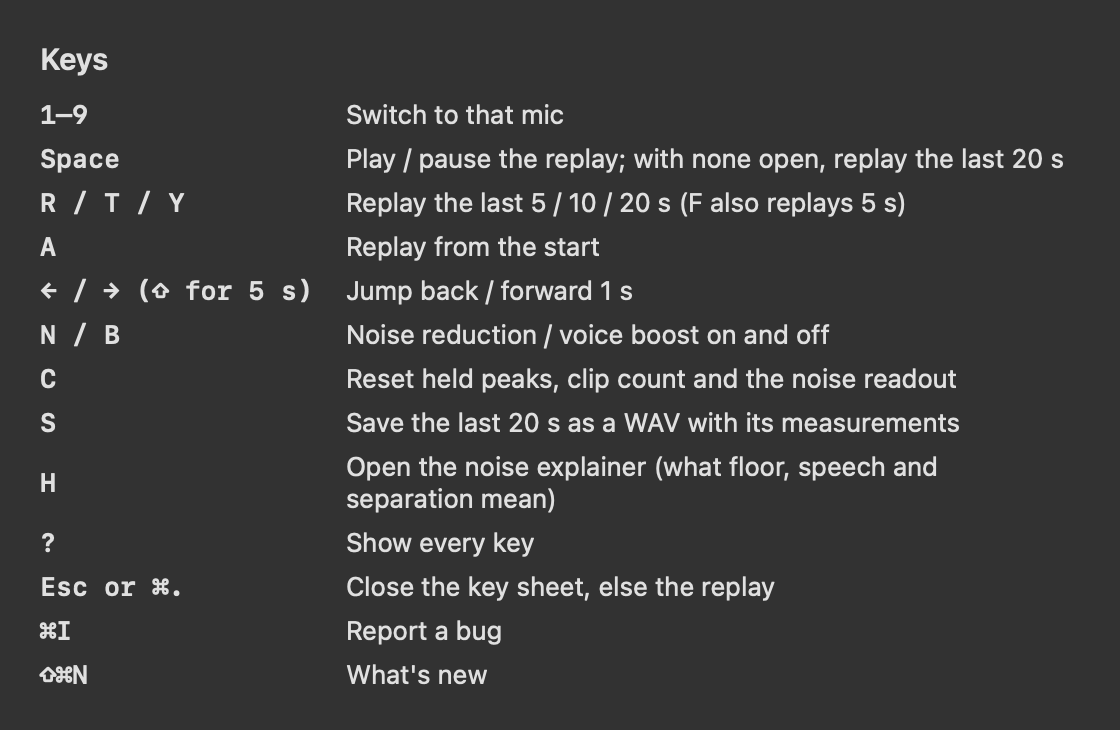 Keys
1–9 Switch to that mic
Space Play / pause the replay; with none open, replay the last 20 s
R / T / Y Replay the last 5 / 10 / 20 s (F also replays 5 s)
A Replay from the start
← / → (⇧ for 5 s) Jump back / forward 1 s
N / B Noise reduction / voice boost on and off
C Reset held peaks, clip count and the noise readout
S Save the last 20 s as a WAV with its measurements
H Open the noise explainer (what floor, speech and
separation mean)
? Show every key
Esc or ⌘. Close the key sheet, else the replay
⌘I Report a bug
⇧⌘N What's new